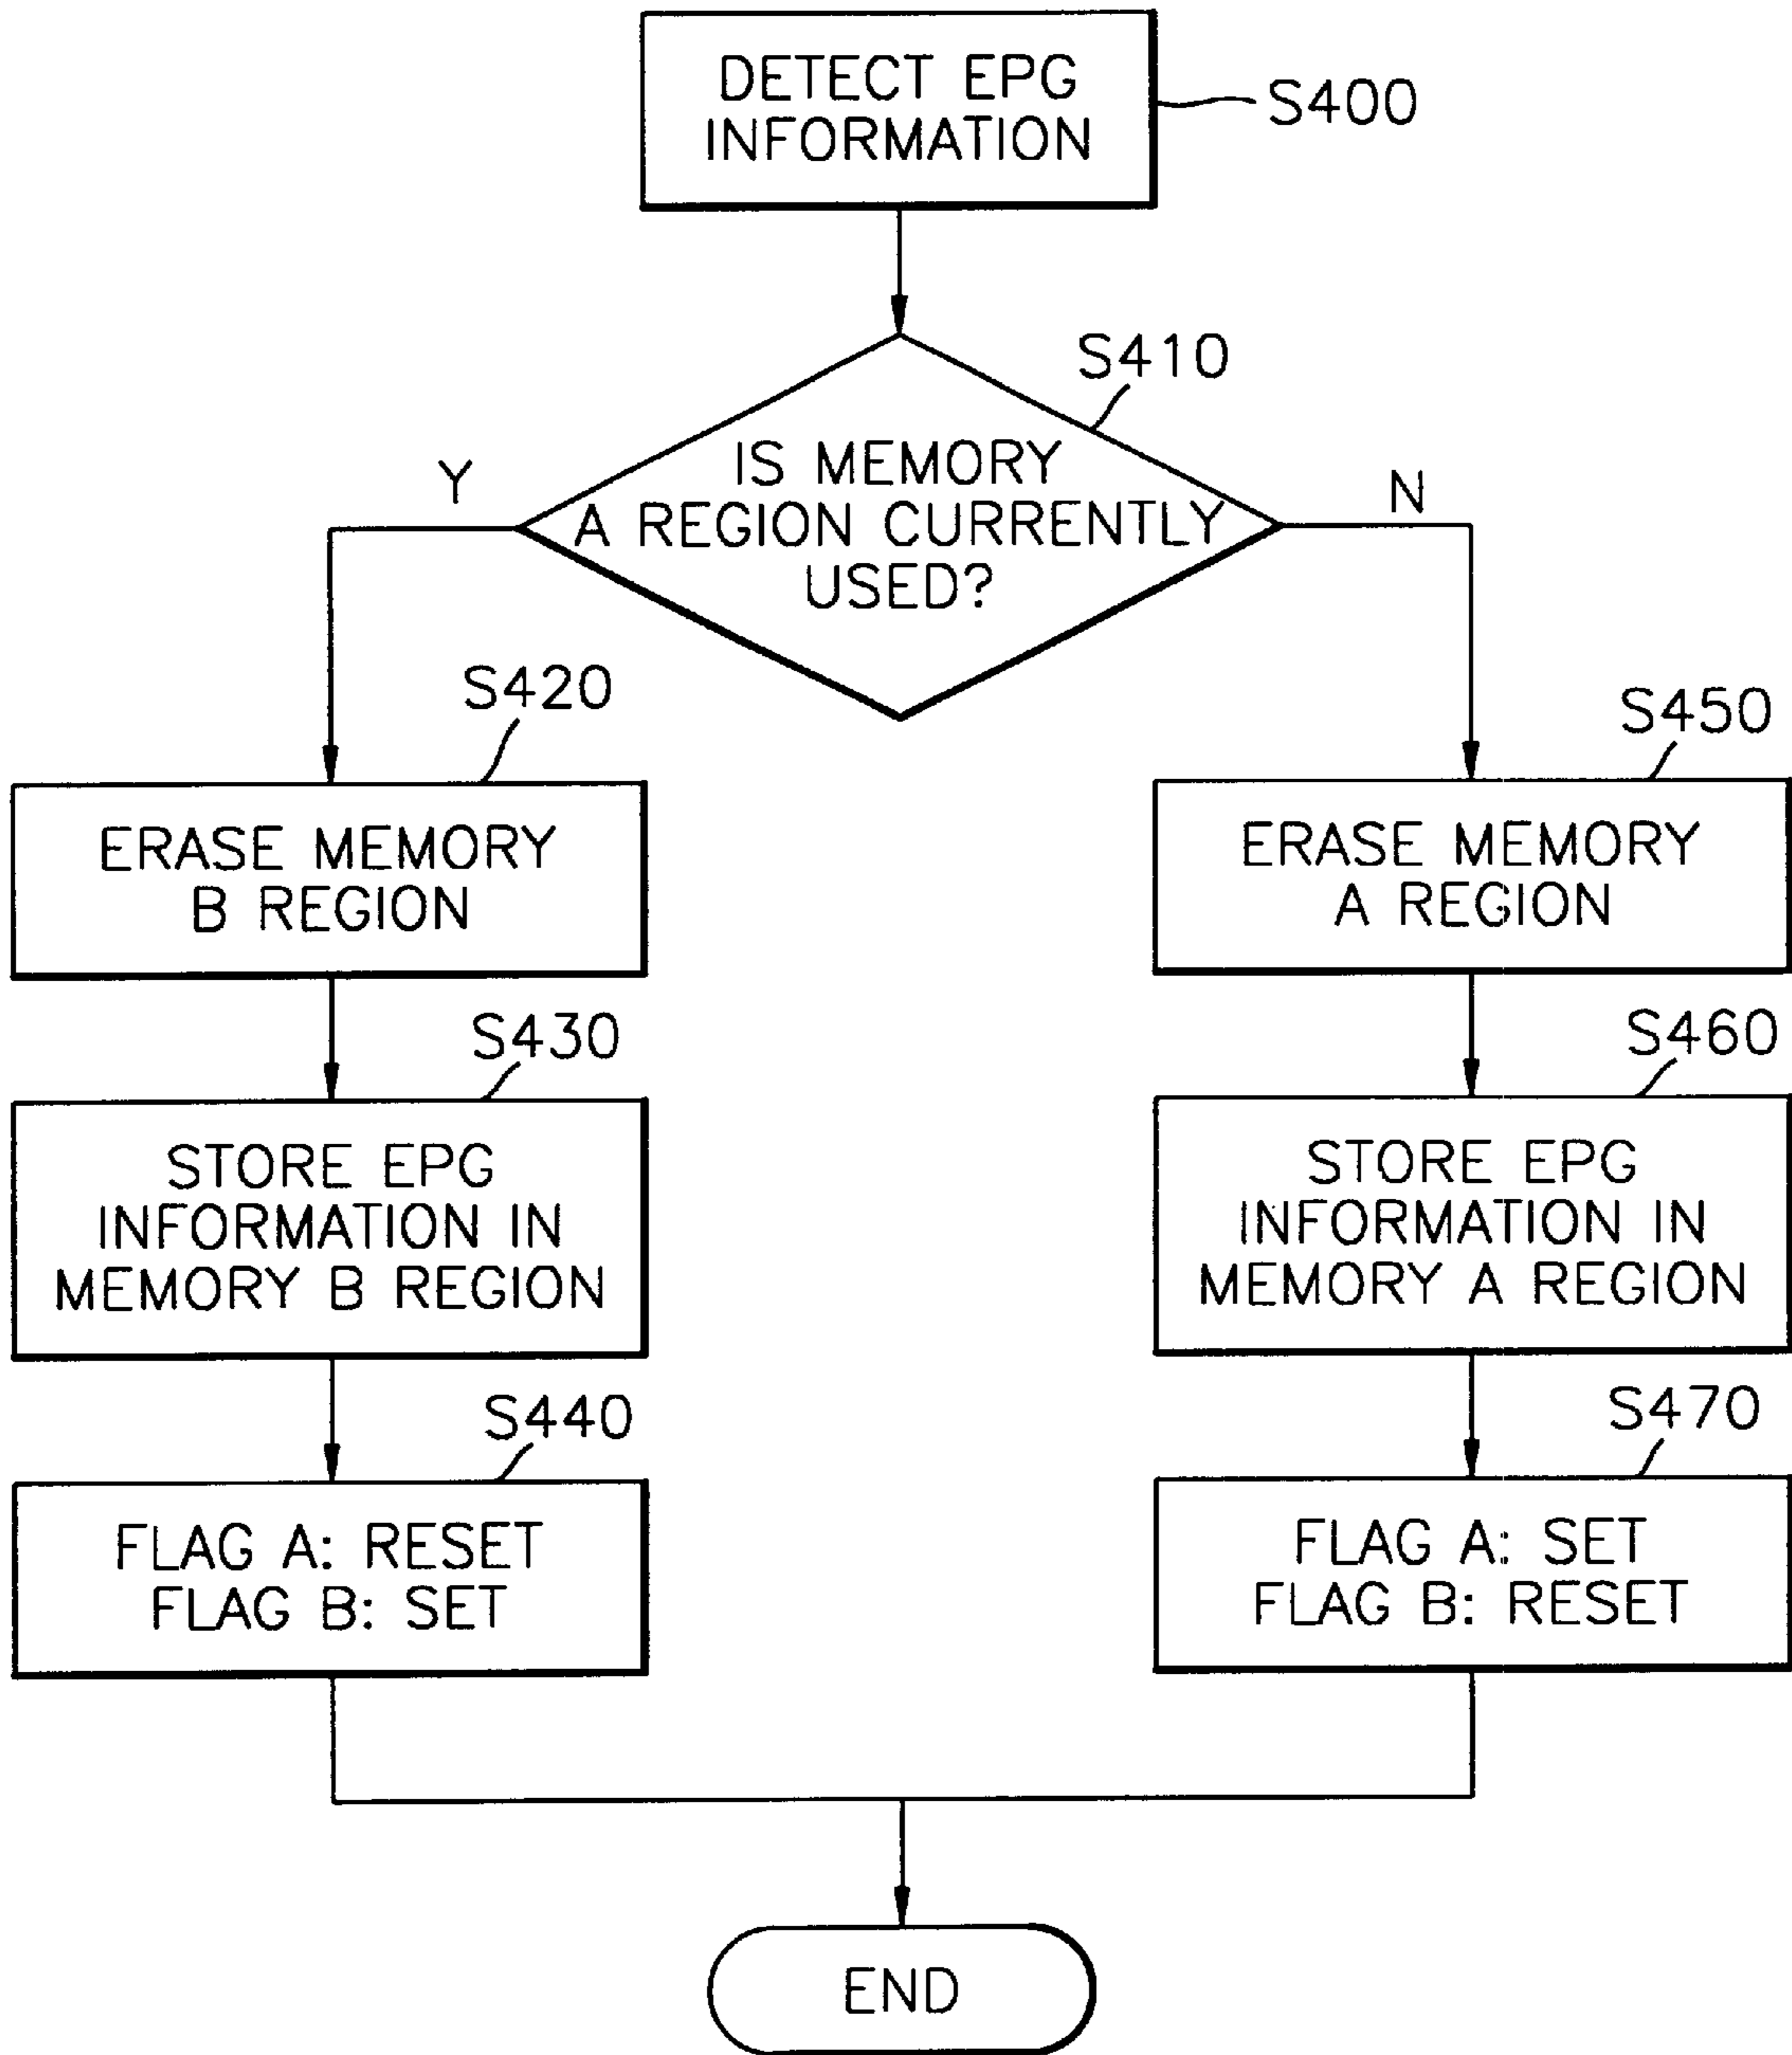 DETECT EPG
INFORMATION
S400
S410
IS MEMORY
A REGION CURRENTLY
USED?
Y
N
S420
ERASE MEMORY
B REGION
S430
STORE EPG
INFORMATION IN
MEMORY B REGION
S440
FLAG A: RESET
FLAG B: SET
S450
ERASE MEMORY
A REGION
S460
STORE EPG
INFORMATION IN
MEMORY A REGION
S470
FLAG A: SET
FLAG B: RESET
END